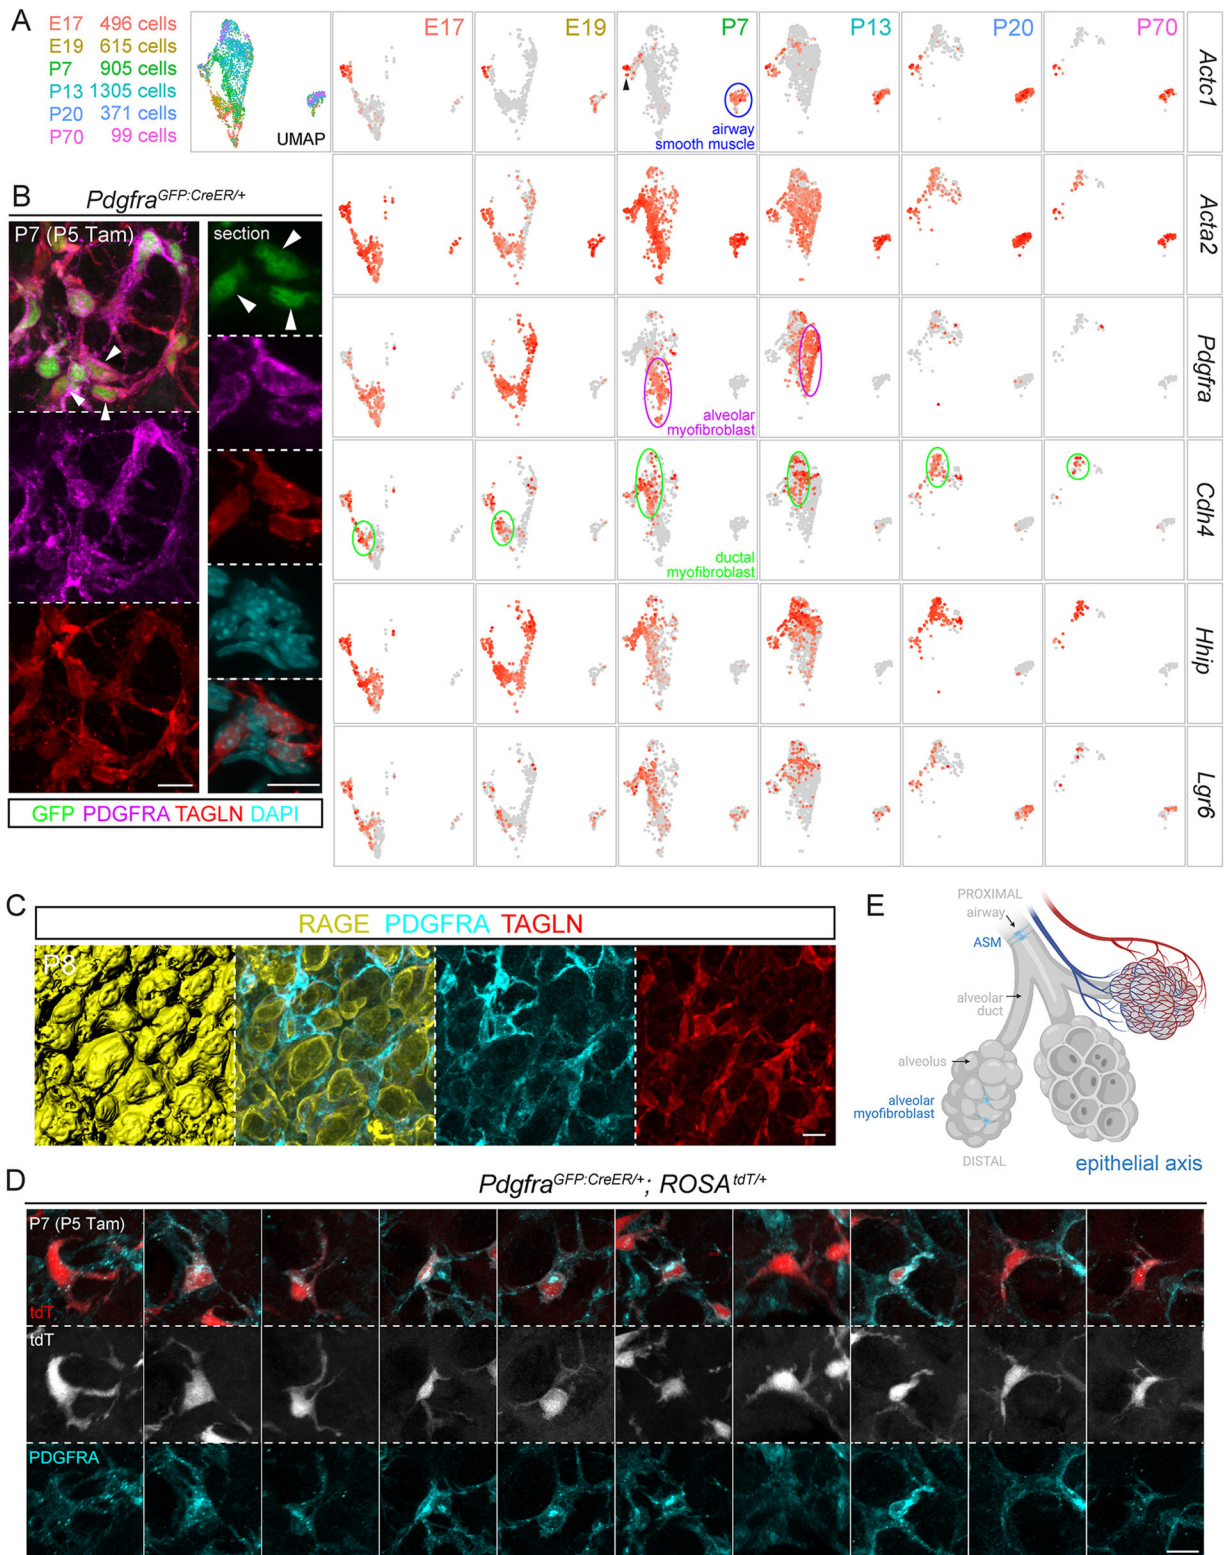 A
E17 496 cells
E19 615 cells
P7 905 cells
P13 1305 cells
P20 371 cells
P70 99 cells
UMAP
E17
E19
P7
P13
P20
P70
airway
smooth muscle
Actc1
Acta2
alveolar
myofibroblast
Pdgfra
ductal
myofibroblast
Cdh4
Hhip
Lgr6
B
Pdgfra^GFP:CreER/+
P7 (P5 Tam)
section
GFP PDGFRA TAGLN DAPI
C
RAGE PDGFRA TAGLN
P8
E
PROXIMAL
airway
ASM
alveolar
duct
alveolus
alveolar
myofibroblast
DISTAL
epithelial axis
D
Pdgfra^GFP:CreER/+; ROSA^tdT/+
P7 (P5 Tam)
tdT
tdT
PDGFRA